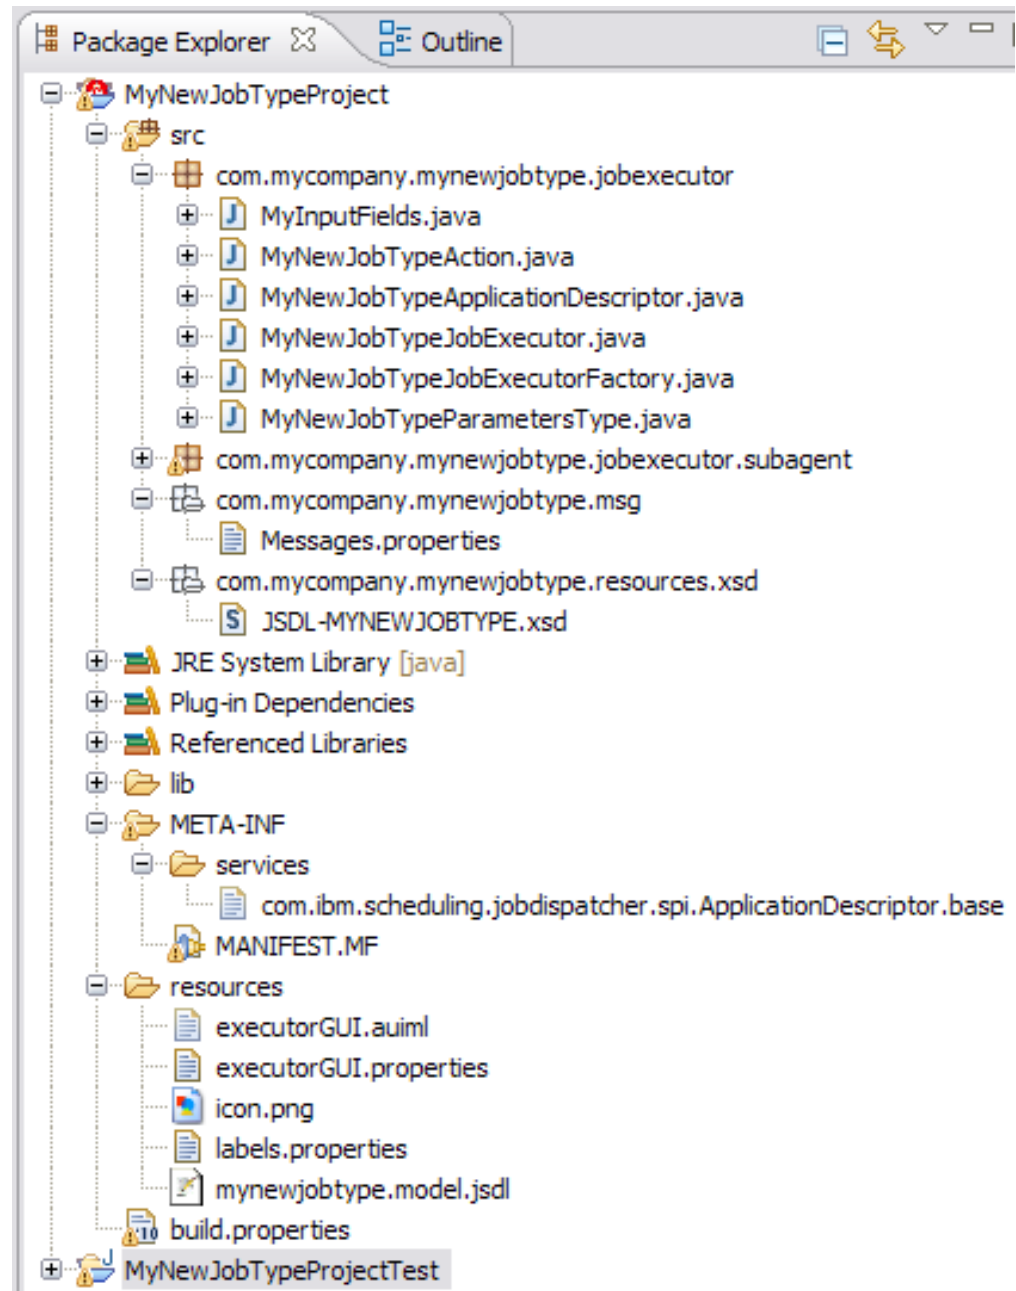 Package Explorer Outline
MyNewJobTypeProject
src
com.mycompany.mynewjobtype.jobexecutor
MyInputFields.java
MyNewJobTypeAction.java
MyNewJobTypeApplicationDescriptor.java
MyNewJobTypeJobExecutor.java
MyNewJobTypeJobExecutorFactory.java
MyNewJobTypeParametersType.java
com.mycompany.mynewjobtype.jobexecutor.subagent
com.mycompany.mynewjobtype.msg
Messages.properties
com.mycompany.mynewjobtype.resources.xsd
JSDL-MYNEWJOBTYPE.xsd
JRE System Library [java]
Plug-in Dependencies
Referenced Libraries
lib
META-INF
services
com.ibm.scheduling.jobdispatcher.spi.ApplicationDescriptor.base
MANIFEST.MF
resources
executorGUI.auiml
executorGUI.properties
icon.png
labels.properties
mynewjobtype.model.jsdl
build.properties
MyNewJobTypeProjectTest